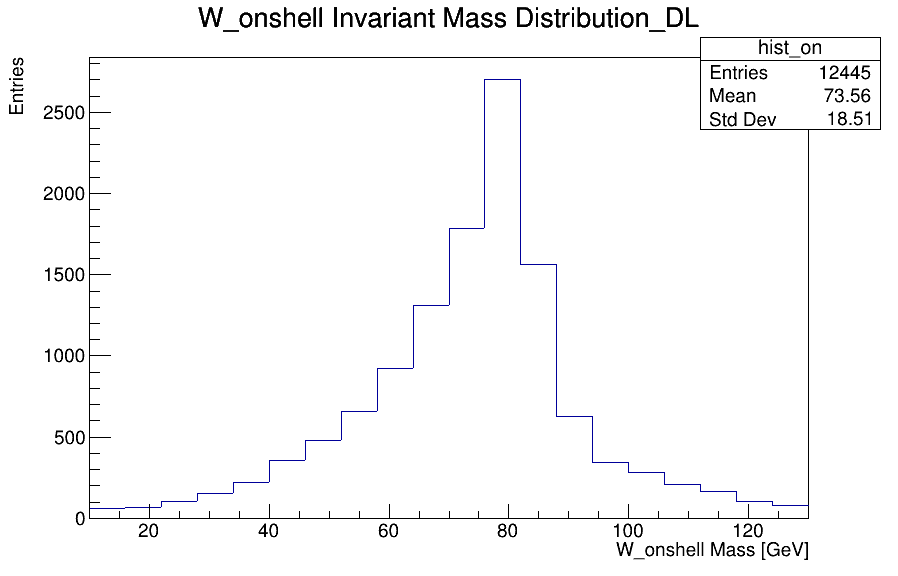 W_onshell Invariant Mass Distribution_DL
hist_on
Entries 12445
Mean 73.56
Std Dev 18.51
Entries
2500
2000
1500
1000
500
0
20 40 60 80 100 120
W_onshell Mass [GeV]